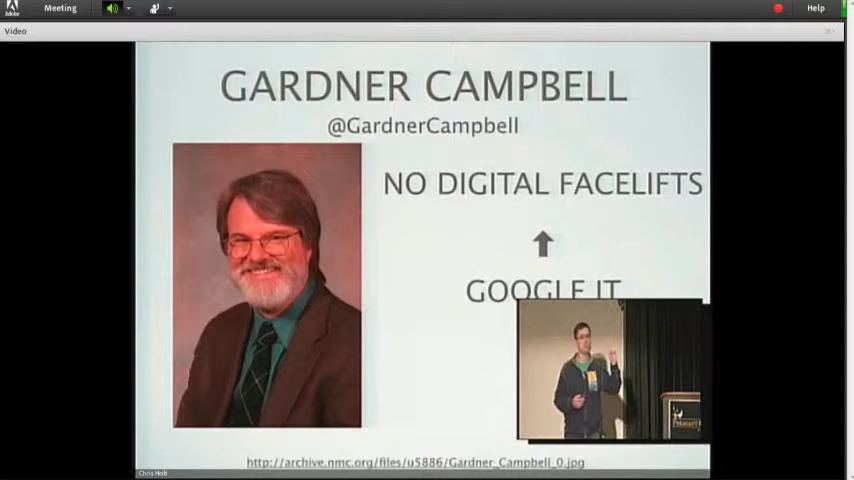 Adobe
Meeting
Help
Video
GARDNER CAMPBELL
@GardnerCampbell
NO DIGITAL FACELIFTS
GOOGLE IT
http://archive.nmc.org/files/u5886/Gardner_Campbell_0.jpg
Chris Holt